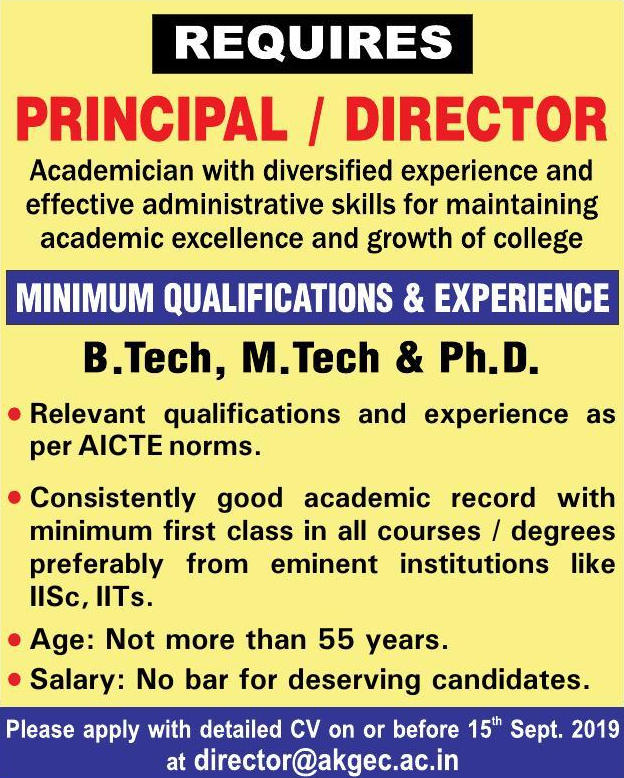 REQUIRES
PRINCIPAL / DIRECTOR
Academician with diversified experience and
effective administrative skills for maintaining
academic excellence and growth of college
MINIMUM QUALIFICATIONS & EXPERIENCE
B.Tech, M.Tech & Ph.D.
• Relevant qualifications and experience as
per AICTE norms.
• Consistently good academic record with
minimum first class in all courses / degrees
preferably from eminent institutions like
IISc, IITs.
• Age: Not more than 55 years.
• Salary: No bar for deserving candidates.
Please apply with detailed CV on or before 15th Sept. 2019
at director@akgec.ac.in